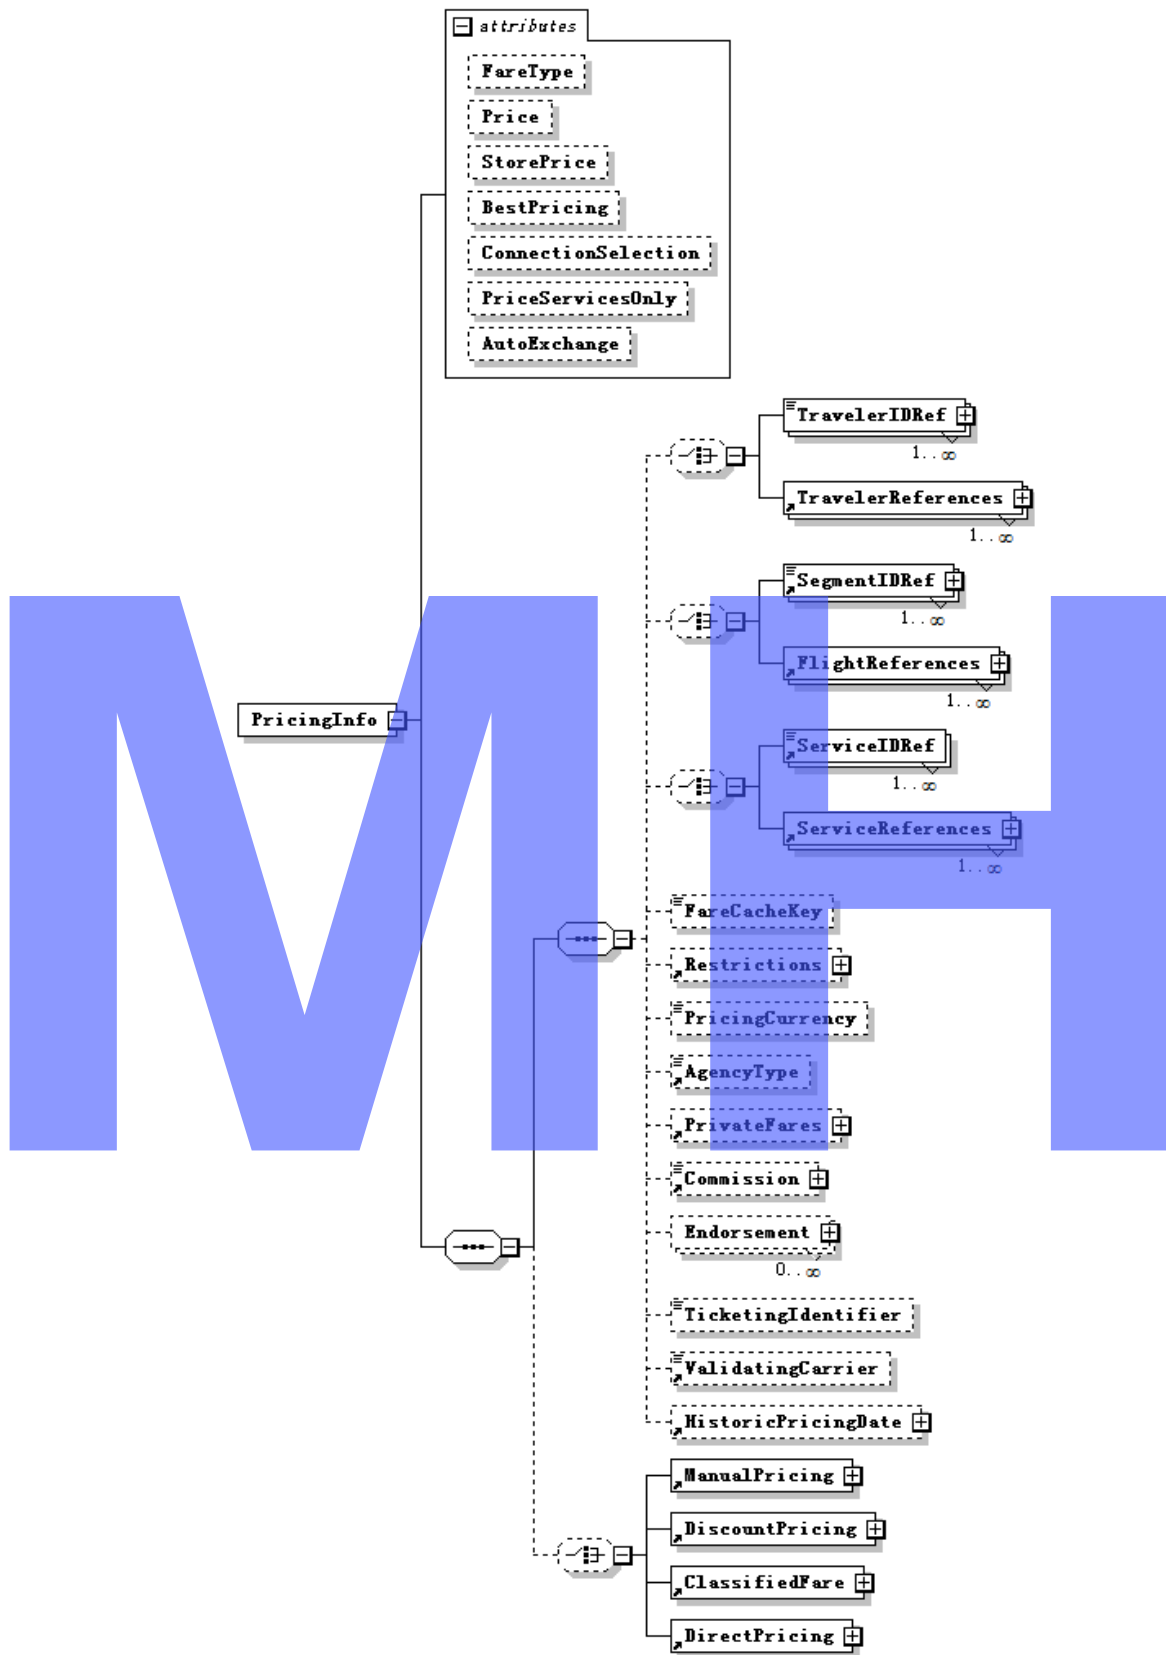 attributes
FareType
Price
StorePrice
BestPricing
ConnectionSelection
PriceServicesOnly
AutoExchange
TravelerIDRef
1..∞
TravelerReferences
1..∞
SegmentIDRef
1..∞
FlightReferences
1..∞
PricingInfo
ServiceIDRef
1..∞
ServiceReferences
1..∞
FareCacheKey
Restrictions
PricingCurrency
AgencyType
PrivateFares
Commission
Endorsement
0..∞
TicketingIdentifier
ValidatingCarrier
HistoricPricingDate
ManualPricing
DiscountPricing
ClassifiedFare
DirectPricing
MH